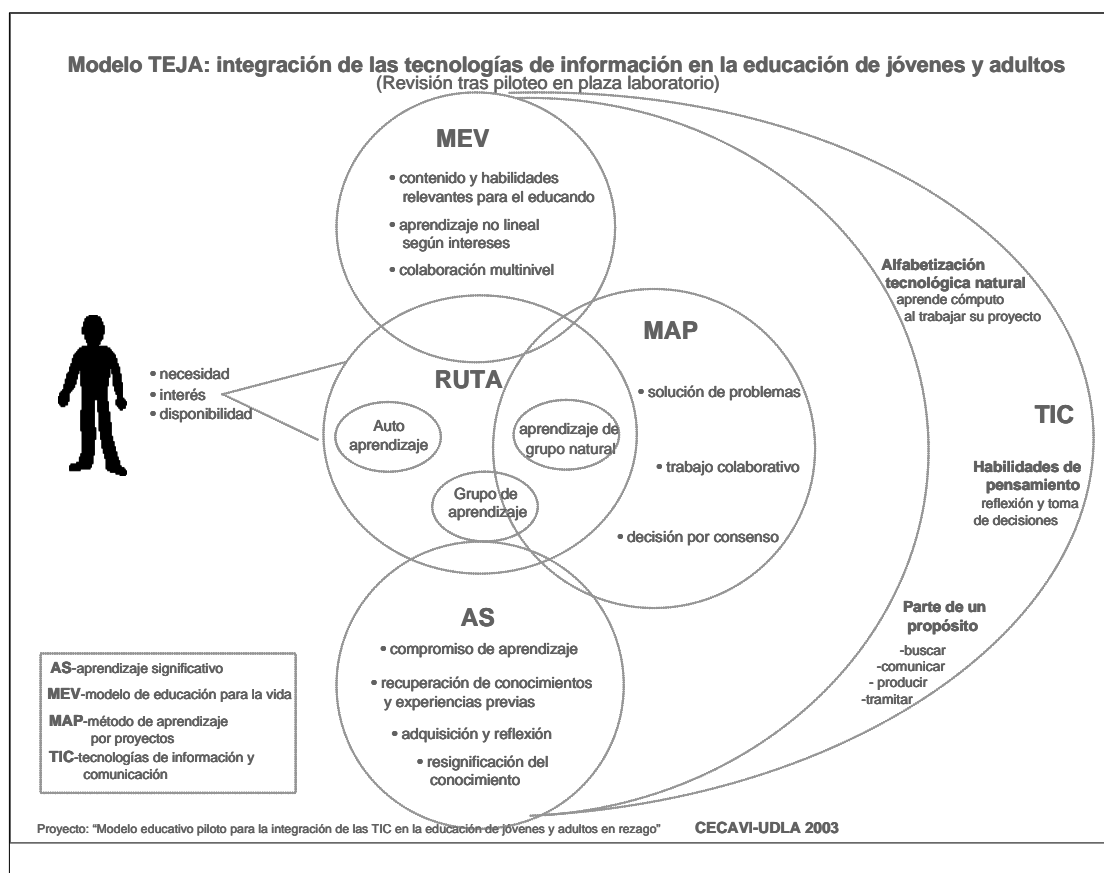 Modelo TEJA: integración de las tecnologías de información en la educación de jóvenes y adultos
(Revisión tras piloteo en plaza laboratorio)
MEV
• contenido y habilidades
relevantes para el educando
• aprendizaje no lineal
según intereses
• colaboración multinivel
• necesidad
• interés
• disponibilidad
RUTA
Auto
aprendizaje
aprendizaje de
grupo natural
Grupo de
aprendizaje
MAP
• solución de problemas
• trabajo colaborativo
• decisión por consenso
AS
• compromiso de aprendizaje
• recuperación de conocimientos
y experiencias previas
• adquisición y reflexión
• resignificación del
conocimiento
Alfabetización
tecnológica natural
aprende cómputo
al trabajar su proyecto
TIC
Habilidades de
pensamiento
reflexión y toma
de decisiones
Parte de un
propósito
-buscar
-comunicar
- producir
-tramitar
AS-aprendizaje significativo
MEV-modelo de educación para la vida
MAP-método de aprendizaje
por proyectos
TIC-tecnologías de información y
comunicación
Proyecto: “Modelo educativo piloto para la integración de las TIC en la educación de jóvenes y adultos en rezago” CECAVI-UDLA 2003